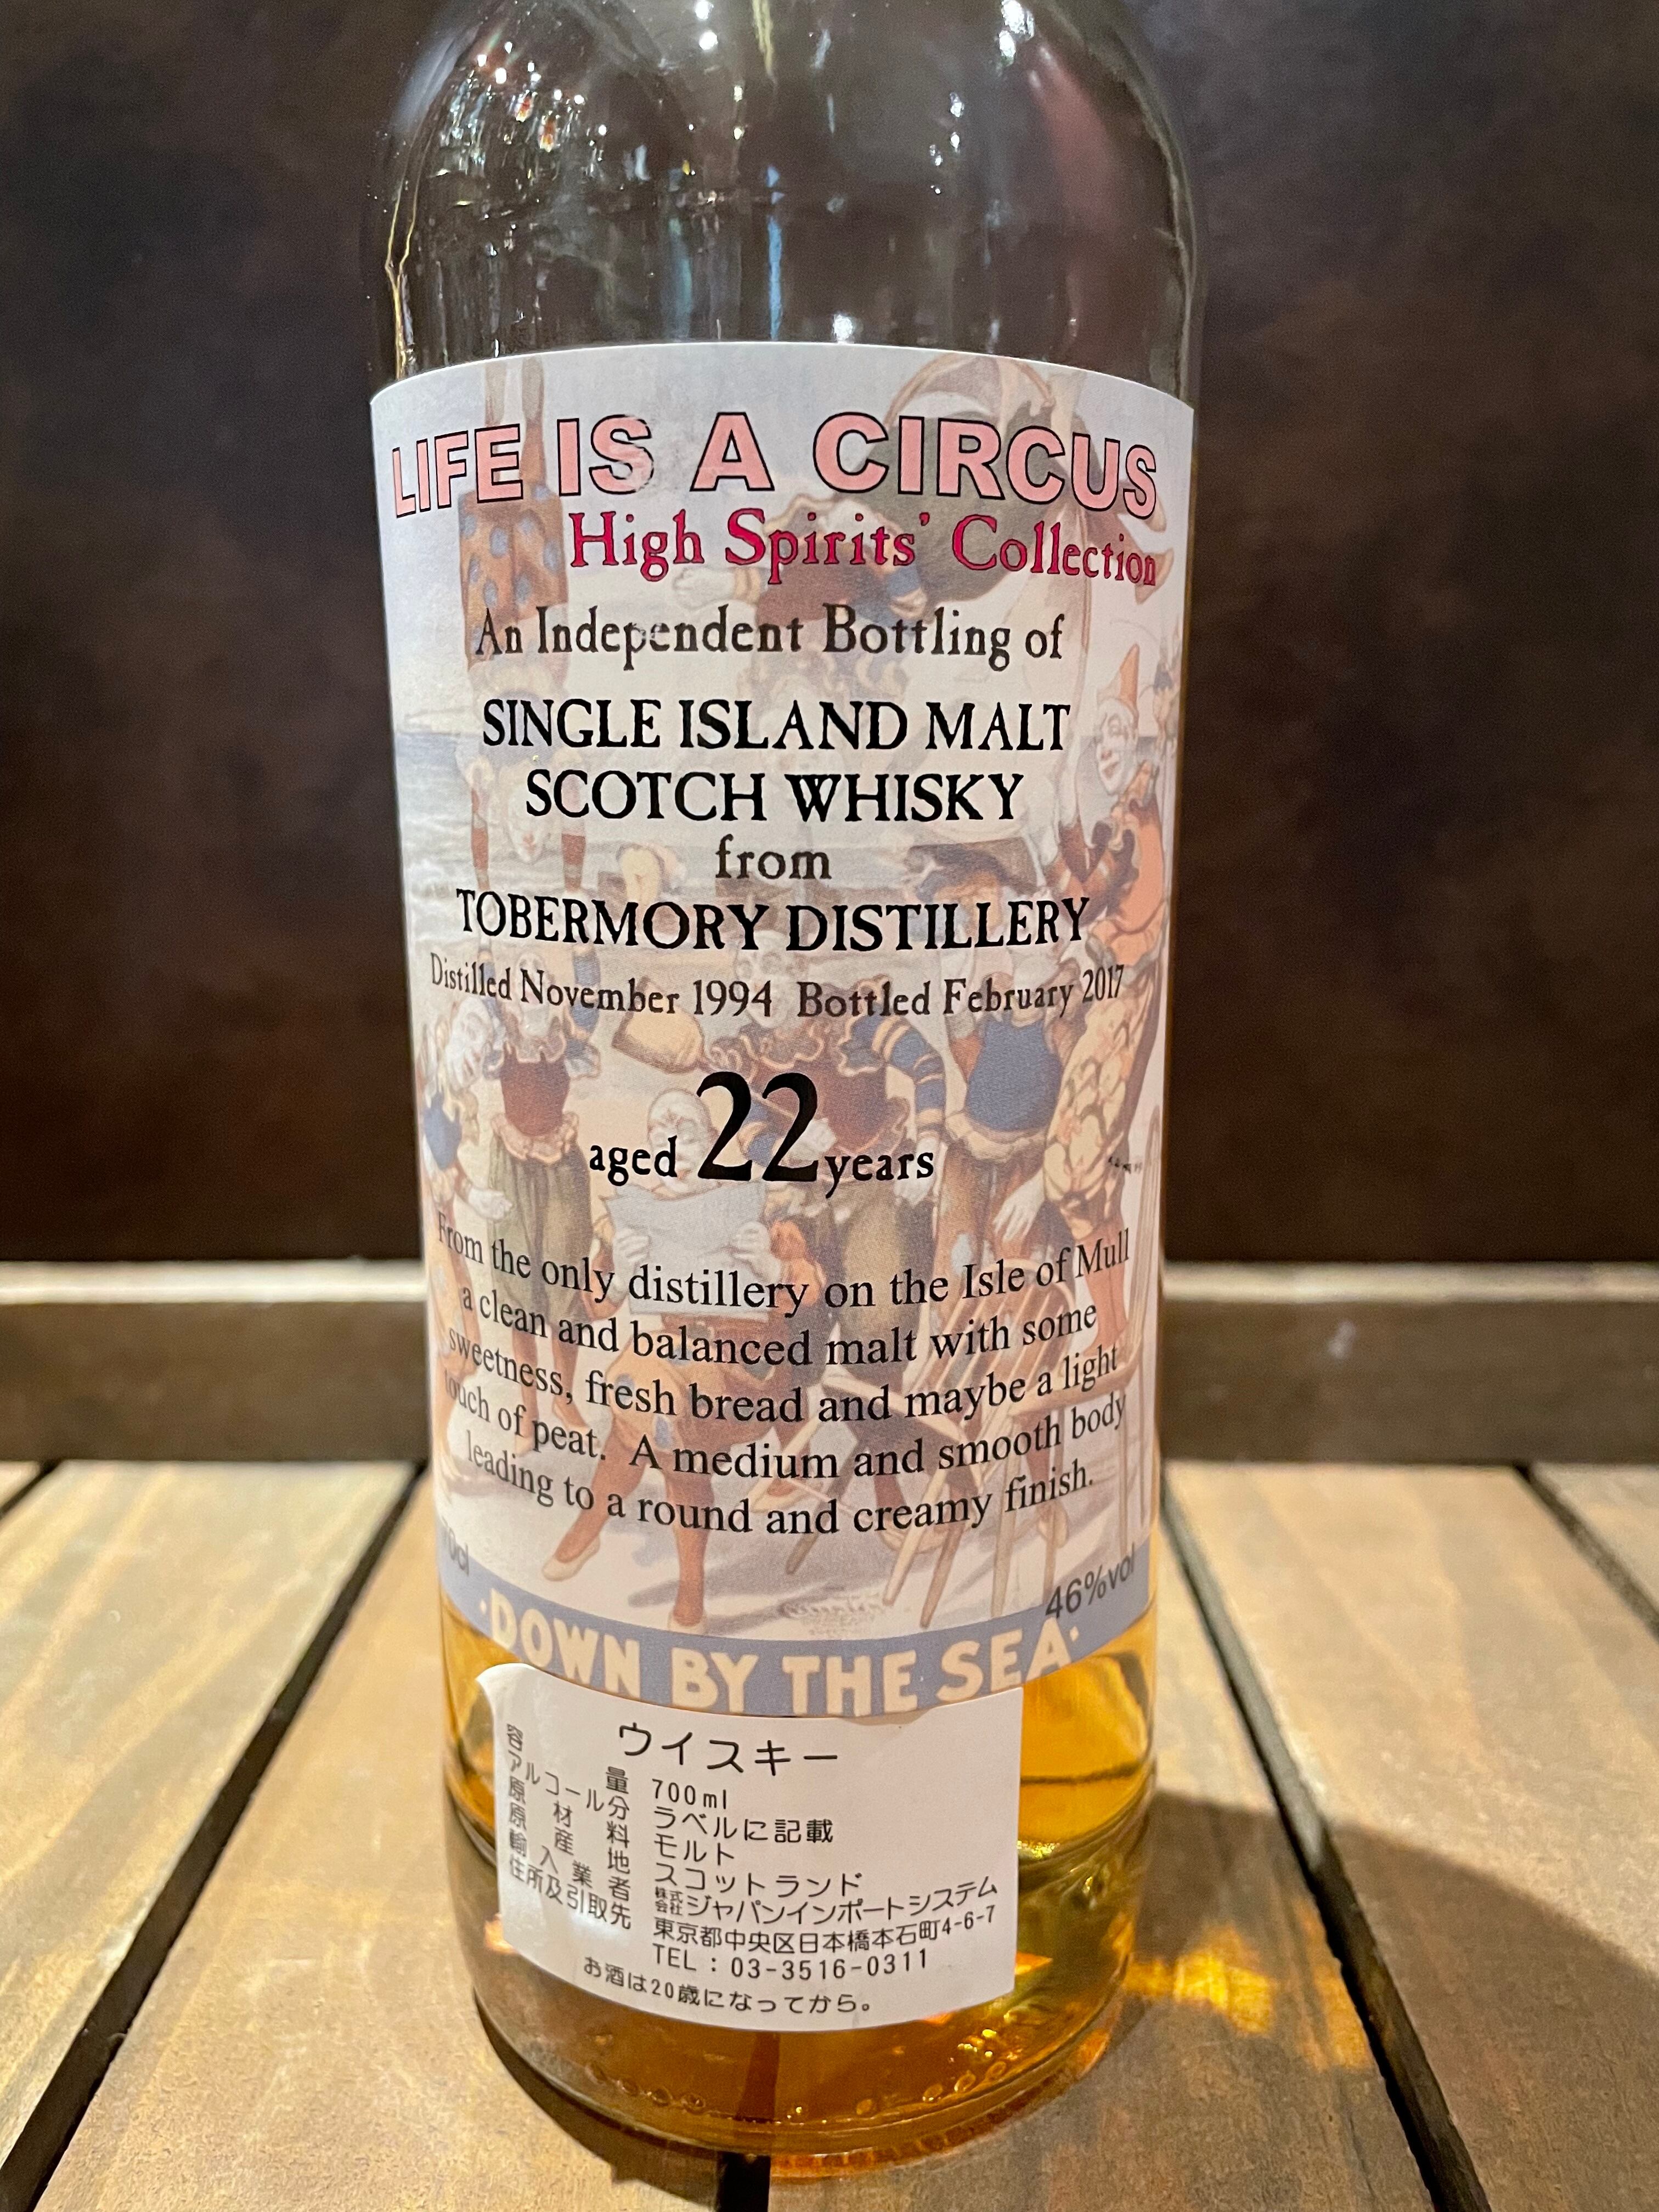 LIFE IS A CIRCUS
High Spirits' Collection
An Independent Bottling of
SINGLE ISLAND MALT
SCOTCH WHISKY
from
TOBERMORY DISTILLERY
Distilled November 1994 Bottled February 2017
aged 22 years
From the only distillery on the Isle of Mull
a clean and balanced malt with some
sweetness, fresh bread and maybe a light
touch of peat. A medium and smooth body
leading to a round and creamy finish.
70cl
46%vol
·DOWN BY THE SEA·
ウイスキー
容量 700ml
アルコール分 ラベルに記載
原材料 モルト
原産地 スコットランド
輸入業者 株式会社ジャパンインポートシステム
住所及引取先 東京都中央区日本橋本石町4-6-7
TEL : 03-3516-0311
お酒は20歳になってから。